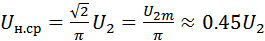 Uн.ср = √2/π U2 = U2m/π ≈ 0.45U2